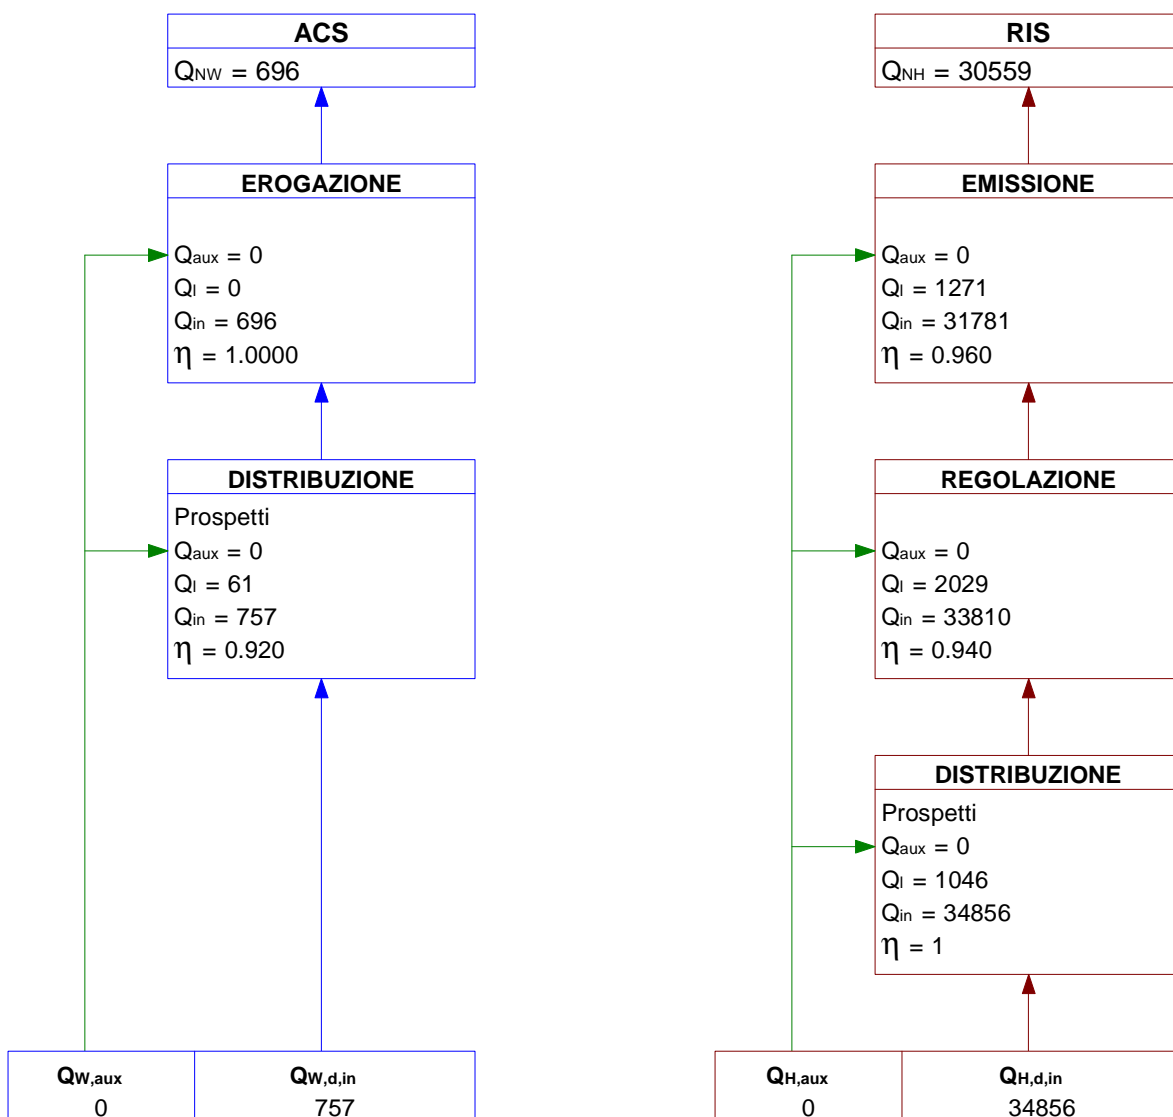 ACS
QNW = 696
EROGAZIONE
Qaux = 0
Ql = 0
Qin = 696
η = 1.0000
DISTRIBUZIONE
Prospetti
Qaux = 0
Ql = 61
Qin = 757
η = 0.920
QW,aux QW,d,in
0 757
RIS
QNH = 30559
EMISSIONE
Qaux = 0
Ql = 1271
Qin = 31781
η = 0.960
REGOLAZIONE
Qaux = 0
Ql = 2029
Qin = 33810
η = 0.940
DISTRIBUZIONE
Prospetti
Qaux = 0
Ql = 1046
Qin = 34856
η = 1
QH,aux QH,d,in
0 34856